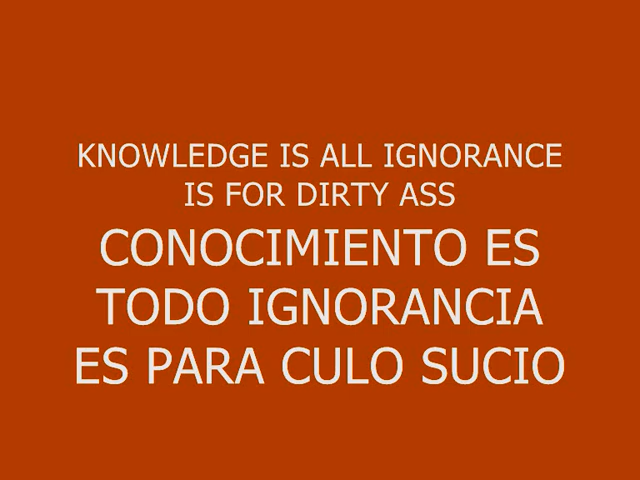 KNOWLEDGE IS ALL IGNORANCE
IS FOR DIRTY ASS
CONOCIMIENTO ES
TODO IGNORANCIA
ES PARA CULO SUCIO